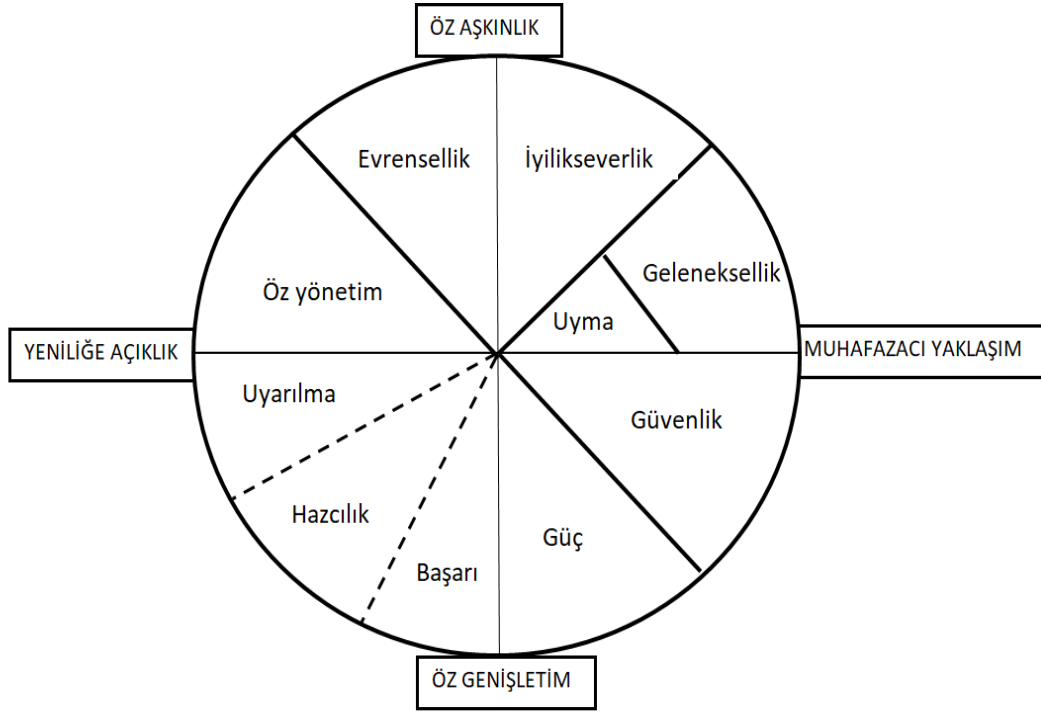 ÖZ AŞKINLIK
Evrensellik
İyilikseverlik
Öz yönetim
Geleneksellik
Uyma
YENİLİĞE AÇIKLIK
MUHAFAZACI YAKLAŞIM
Uyarılma
Güvenlik
Hazcılık
Güç
Başarı
ÖZ GENİŞLETİM